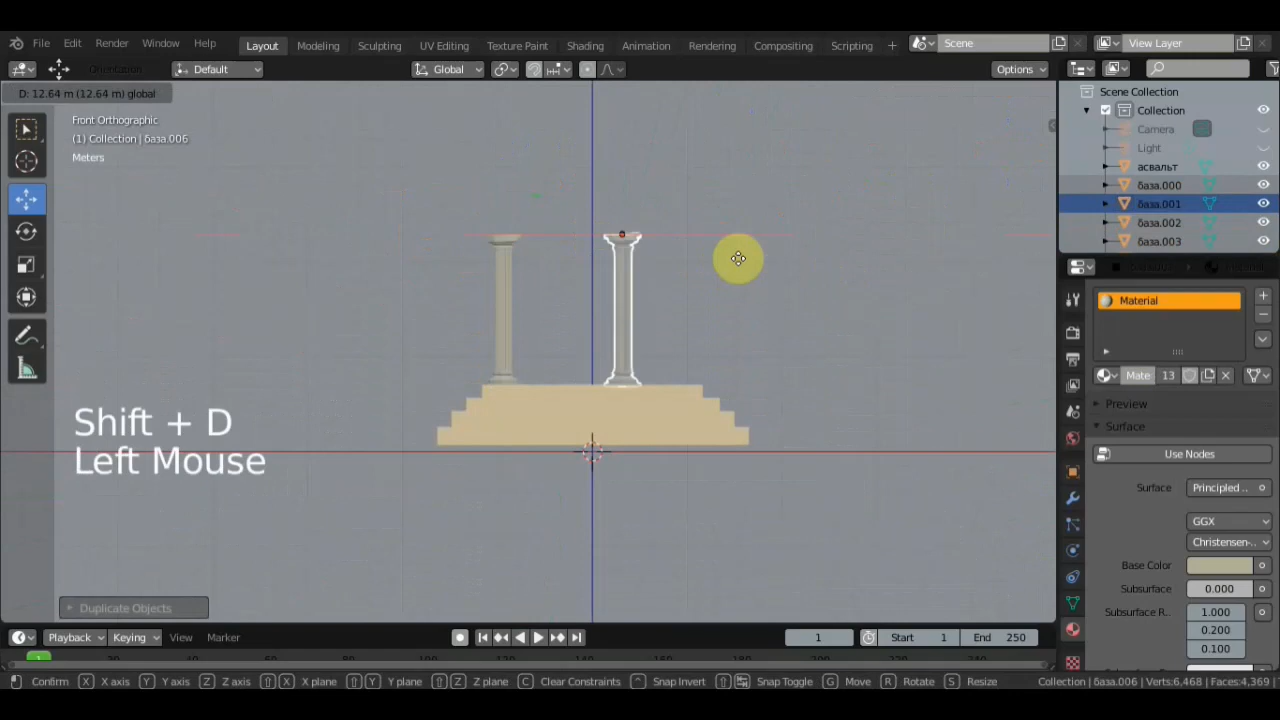 File Edit Render Window Help Layout Modeling Sculpting UV Editing Texture Paint Shading Animation Rendering Compositing Scripting + Scene View Layer
Orientation Default Global Options
D: 12.64 m (12.64 m) global
Scene Collection
Front Orthographic
Collection
(1) Collection | база.006
Camera
Meters
Light
асвальт
база.000
база.001
база.002
база.003
Material
Mate 13
Preview
Surface
Shift + D
Left Mouse
Use Nodes
Surface Principled ..
GGX
Christensen-..
Base Color
Subsurface 0.000
Subsurface R.. 1.000
0.200
0.100
Duplicate Objects
Playback Keying View Marker 1 Start 1 End 250
1
Confirm X X axis Y Y axis Z Z axis X X plane Y Y plane Z Z plane C Clear Constraints Snap Invert Snap Toggle G Move R Rotate S Resize Collection | база.006 | Verts:6,468 | Faces:4,369 |